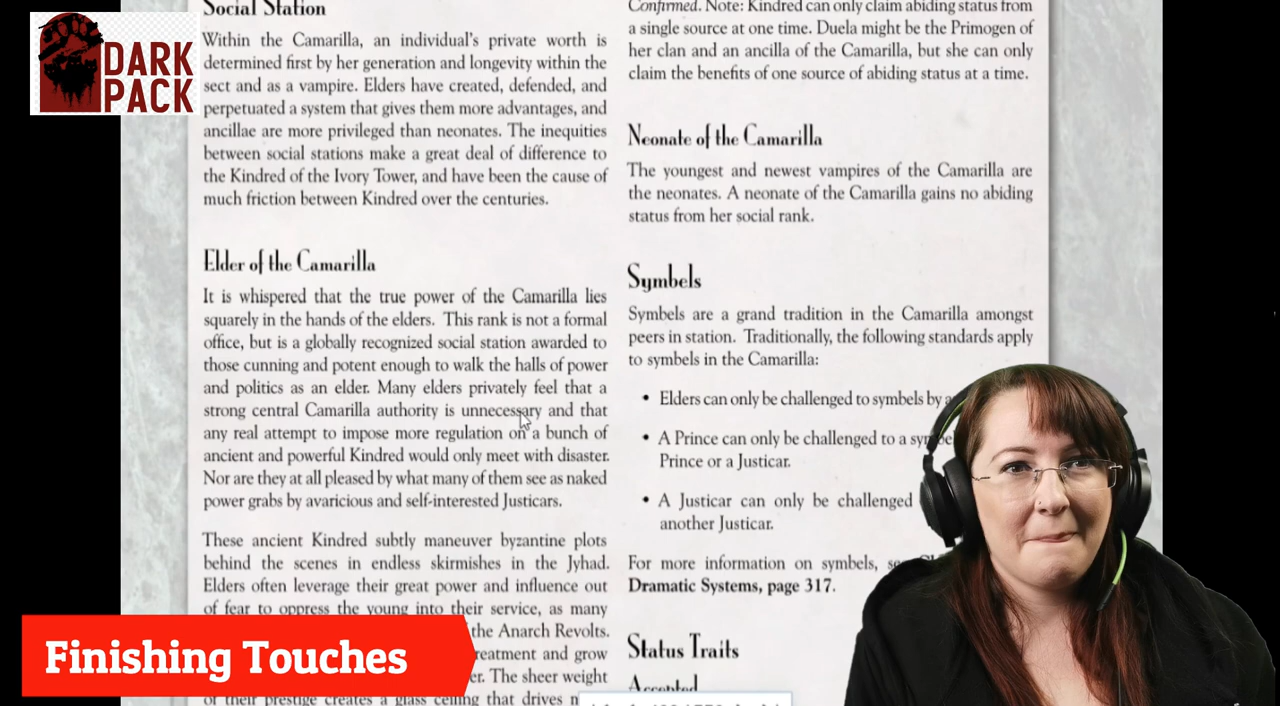 DARK
PACK
Social Station
Within the Camarilla, an individual's private worth is
determined first by her generation and longevity within the
sect and as a vampire. Elders have created, defended, and
perpetuated a system that gives them more advantages, and
ancillae are more privileged than neonates. The inequities
between social stations make a great deal of difference to
the Kindred of the Ivory Tower, and have been the cause of
much friction between Kindred over the centuries.
Elder of the Camarilla
It is whispered that the true power of the Camarilla lies
squarely in the hands of the elders. This rank is not a formal
office, but is a globally recognized social station awarded to
those cunning and potent enough to walk the halls of power
and politics as an elder. Many elders privately feel that a
strong central Camarilla authority is unnecessary and that
any real attempt to impose more regulation on a bunch of
ancient and powerful Kindred would only meet with disaster.
Nor are they at all pleased by what many of them see as naked
power grabs by avaricious and self-interested Justicars.
These ancient Kindred subtly maneuver byzantine plots
behind the scenes in endless skirmishes in the Jyhad.
Elders often leverage their great power and influence out
of fear to oppress the young into their service, as many
the Anarch Revolts.
and grow
The sheer weight
of their prestige creates a glass ceiling that drives
Confirmed. Note: Kindred can only claim abiding status from
a single source at one time. Duela might be the Primogen of
her clan and an ancilla of the Camarilla, but she can only
claim the benefits of one source of abiding status at a time.
Neonate of the Camarilla
The youngest and newest vampires of the Camarilla are
the neonates. A neonate of the Camarilla gains no abiding
status from her social rank.
Symbels
Symbels are a grand tradition in the Camarilla amongst
peers in station. Traditionally, the following standards apply
to symbels in the Camarilla:
• Elders can only be challenged to symbels by
• A Prince can only be challenged to a
Prince or a Justicar.
• A Justicar can only be challenged
another Justicar.
For more information on symbels,
Dramatic Systems, page 317.
Status Traits
Accepted
Finishing Touches